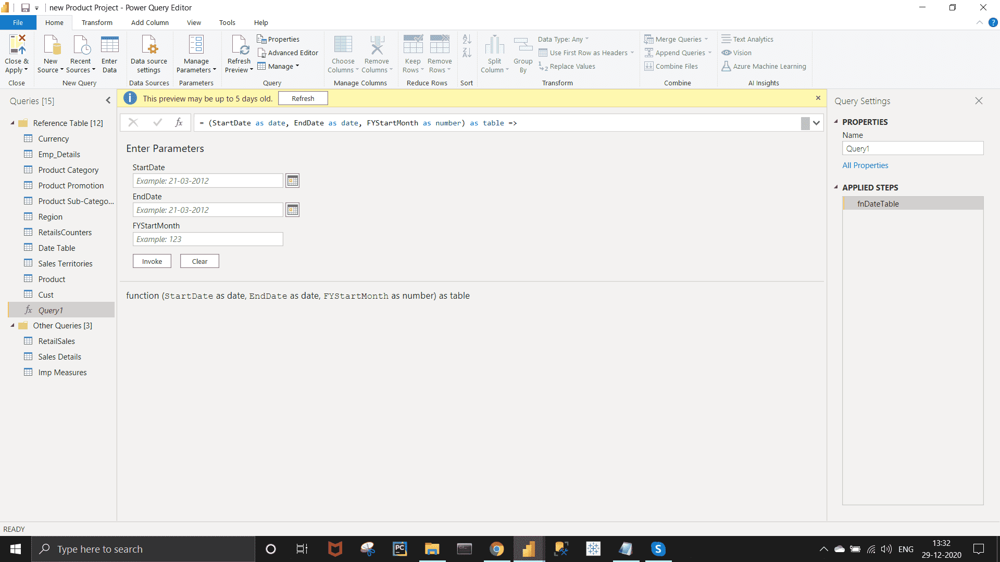 new Product Project - Power Query Editor
File Home Transform Add Column View Tools Help
Close & Apply
Close
New Source
Recent Sources
Enter Data
New Query
Data source settings
Data Sources
Manage Parameters
Parameters
Refresh Preview
Properties
Advanced Editor
Manage
Query
Choose Columns
Remove Columns
Manage Columns
Keep Rows
Remove Rows
Reduce Rows
Sort
Split Column
Group By
Data Type: Any
Use First Row as Headers
Replace Values
Transform
Merge Queries
Append Queries
Combine Files
Combine
Text Analytics
Vision
Azure Machine Learning
AI Insights
Queries [15]
Reference Table [12]
Currency
Emp_Details
Product Category
Product Promotion
Product Sub-Catego...
Region
RetailsCounters
Date Table
Sales Territories
Product
Cust
Query1
Other Queries [3]
RetailSales
Sales Details
Imp Measures
This preview may be up to 5 days old. Refresh
fx = (StartDate as date, EndDate as date, FYStartMonth as number) as table =>
Enter Parameters
StartDate
Example: 21-03-2012
EndDate
Example: 21-03-2012
FYStartMonth
Example: 123
Invoke Clear
function (StartDate as date, EndDate as date, FYStartMonth as number) as table
Query Settings
PROPERTIES
Name
Query1
All Properties
APPLIED STEPS
fnDateTable
READY
Type here to search
PC
S
ENG
13:32
29-12-2020